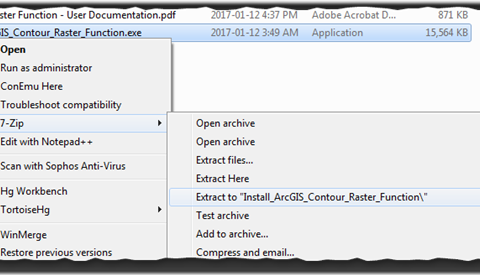 ster Function - User Documentation.pdf 2017-01-12 4:37 PM Adobe Acrobat D... 871 KB
GIS_Contour_Raster_Function.exe 2017-01-12 3:49 AM Application 15,564 KB
Open
Run as administrator
ConEmu Here
Troubleshoot compatibility
7-Zip
Edit with Notepad++
Scan with Sophos Anti-Virus
Hg Workbench
TortoiseHg
WinMerge
Restore previous versions
Open archive
Open archive
Extract files...
Extract Here
Extract to "Install_ArcGIS_Contour_Raster_Function\"
Test archive
Add to archive...
Compress and email...